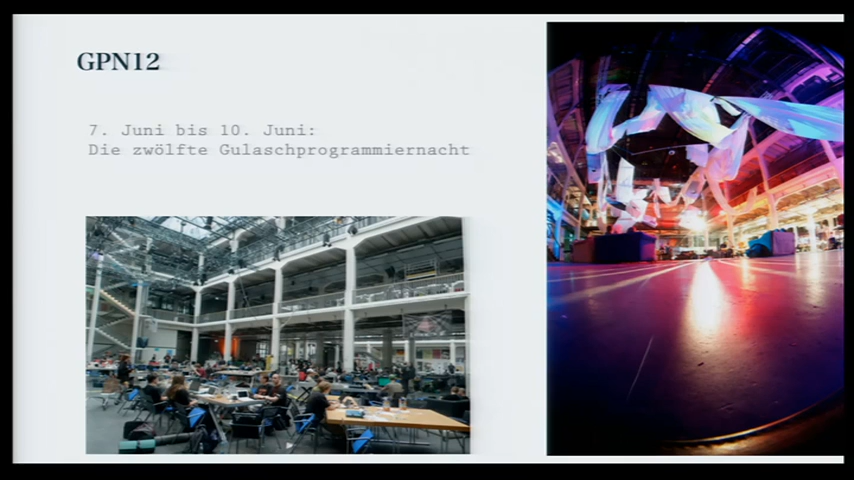 GPN12
7. Juni bis 10. Juni:
Die zwölfte Gulaschprogrammiernacht